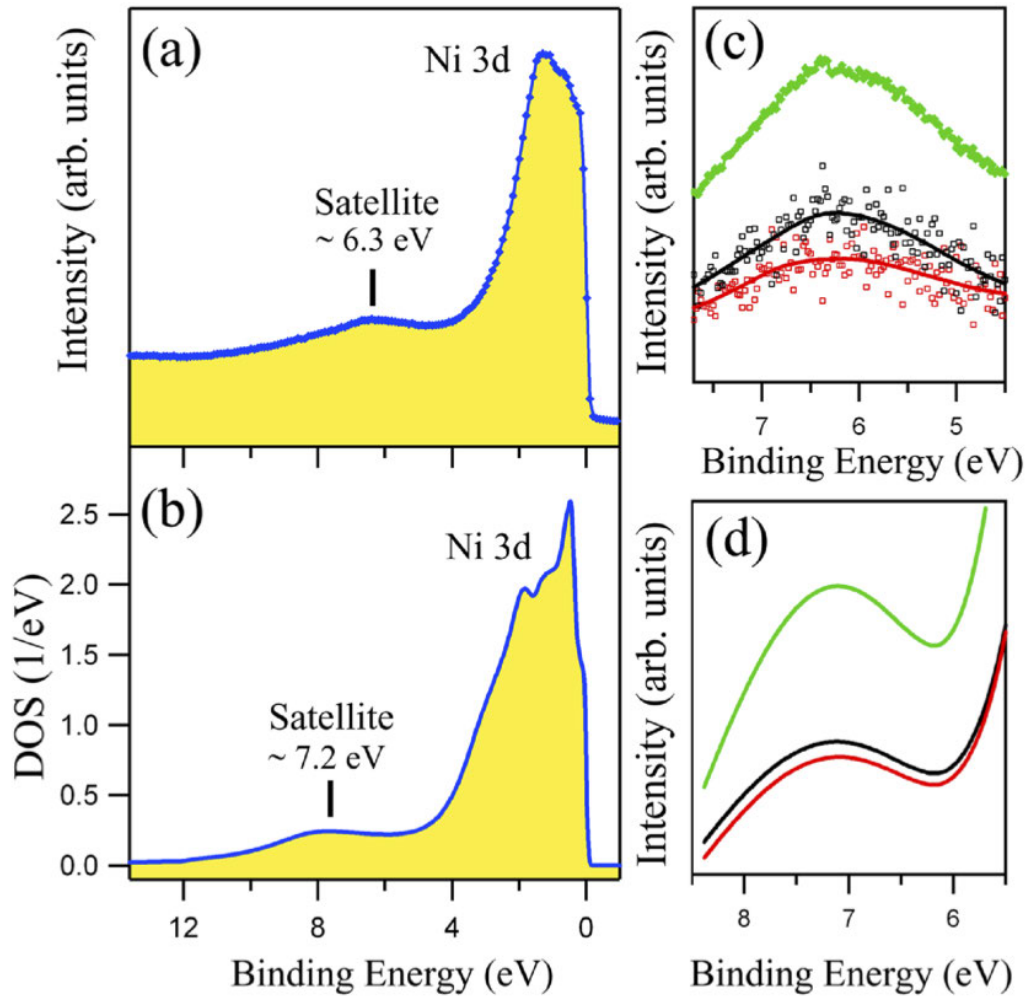 (a)
Ni 3d
Satellite
~ 6.3 eV
Intensity (arb. units)
(b)
Ni 3d
Satellite
~ 7.2 eV
DOS (1/eV)
2.5
2.0
1.5
1.0
0.5
0.0
12
8
4
0
Binding Energy (eV)
(c)
Intensity (arb. units)
7
6
5
Binding Energy (eV)
(d)
Intensity (arb. units)
8
7
6
Binding Energy (eV)